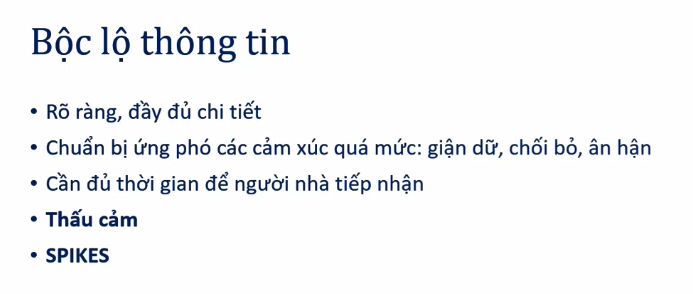 Bộc lộ thông tin
• Rõ ràng, đầy đủ chi tiết
• Chuẩn bị ứng phó các cảm xúc quá mức: giận dữ, chối bỏ, ân hận
• Cần đủ thời gian để người nhà tiếp nhận
• Thấu cảm
• SPIKES